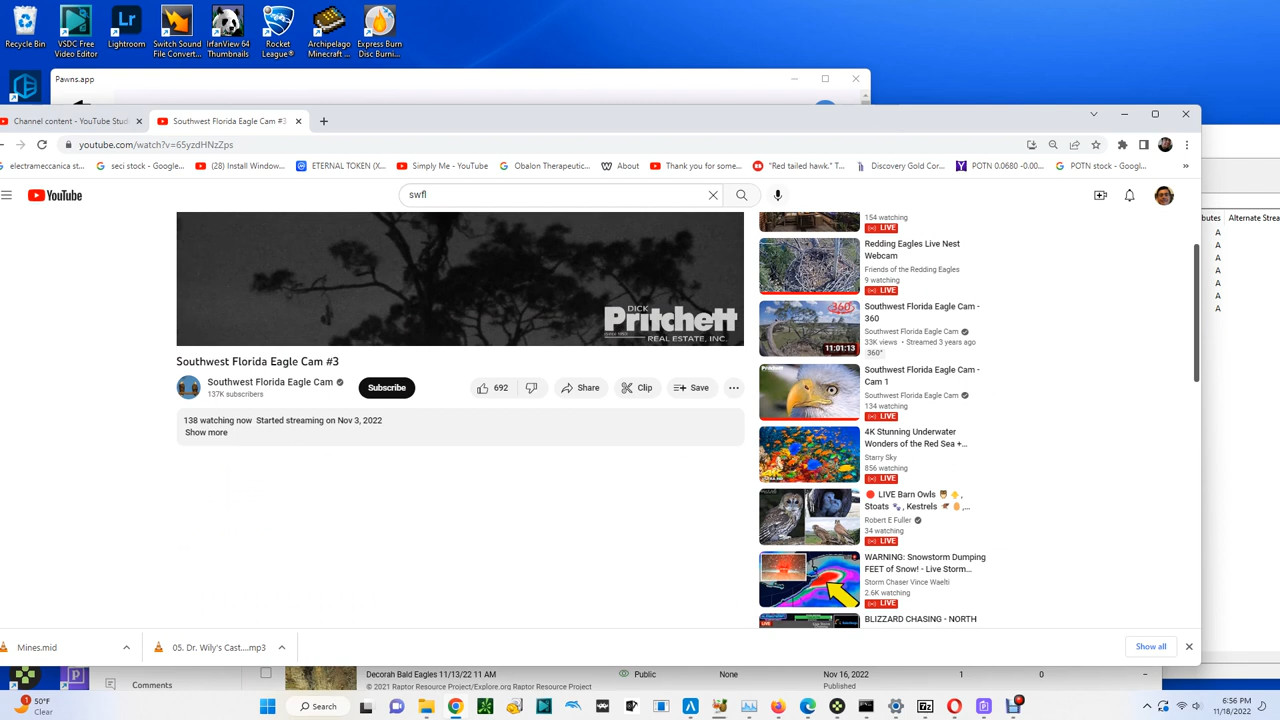 Recycle Bin
VSDC Free Video Editor
Lightroom
Switch Sound File Convert...
IrfanView 64 Thumbnails
Rocket League®
Archipelago Minecraft ...
Express Burn Disc Burni...
Pawns.app
Channel content - YouTube Stud
Southwest Florida Eagle Cam #3
youtube.com/watch?v=65yzdHNzZps
electrameccanica st...
seci stock - Google...
(28) Install Window...
ETERNAL TOKEN (X...
Simply Me - YouTube
Obalon Therapeutic...
About
Thank you for some...
"Red tailed hawk." T...
Discovery Gold Cor...
POTN 0.0680 -0.00...
POTN stock - Googl...
YouTube
swfl
butes
Alternate Strea
A
A
A
A
A
A
A
DICK
Pritchett
REAL ESTATE, INC.
Southwest Florida Eagle Cam #3
Southwest Florida Eagle Cam
137K subscribers
Subscribe
692
Share
Clip
Save
138 watching now Started streaming on Nov 3, 2022
Show more
154 watching
LIVE
Redding Eagles Live Nest
Webcam
Friends of the Redding Eagles
9 watching
LIVE
360°
11:01:13
Southwest Florida Eagle Cam -
360
Southwest Florida Eagle Cam
33K views • Streamed 3 years ago
360°
Pritchett
Southwest Florida Eagle Cam -
Cam 1
Southwest Florida Eagle Cam
134 watching
LIVE
4K Stunning Underwater
Wonders of the Red Sea +...
Starry Sky
856 watching
LIVE
LIVE Barn Owls 🦉 🐥,
Stoats 🐾, Kestrels 🦅 🥚,...
Robert E Fuller
34 watching
LIVE
WARNING: Snowstorm Dumping
FEET of Snow! - Live Storm...
Storm Chaser Vince Waelti
2.6K watching
LIVE
BLIZZARD CHASING - NORTH
Mines.mid
05. Dr. Wily's Cast....mp3
Show all
Comments
Decorah Bald Eagles 11/13/22 11 AM
© 2021 Raptor Resource Project/Explore.org Raptor Resource Project
Public
None
Nov 16, 2022
Published
1
0
–
50°F
Clear
Search
6:56 PM
11/18/2022